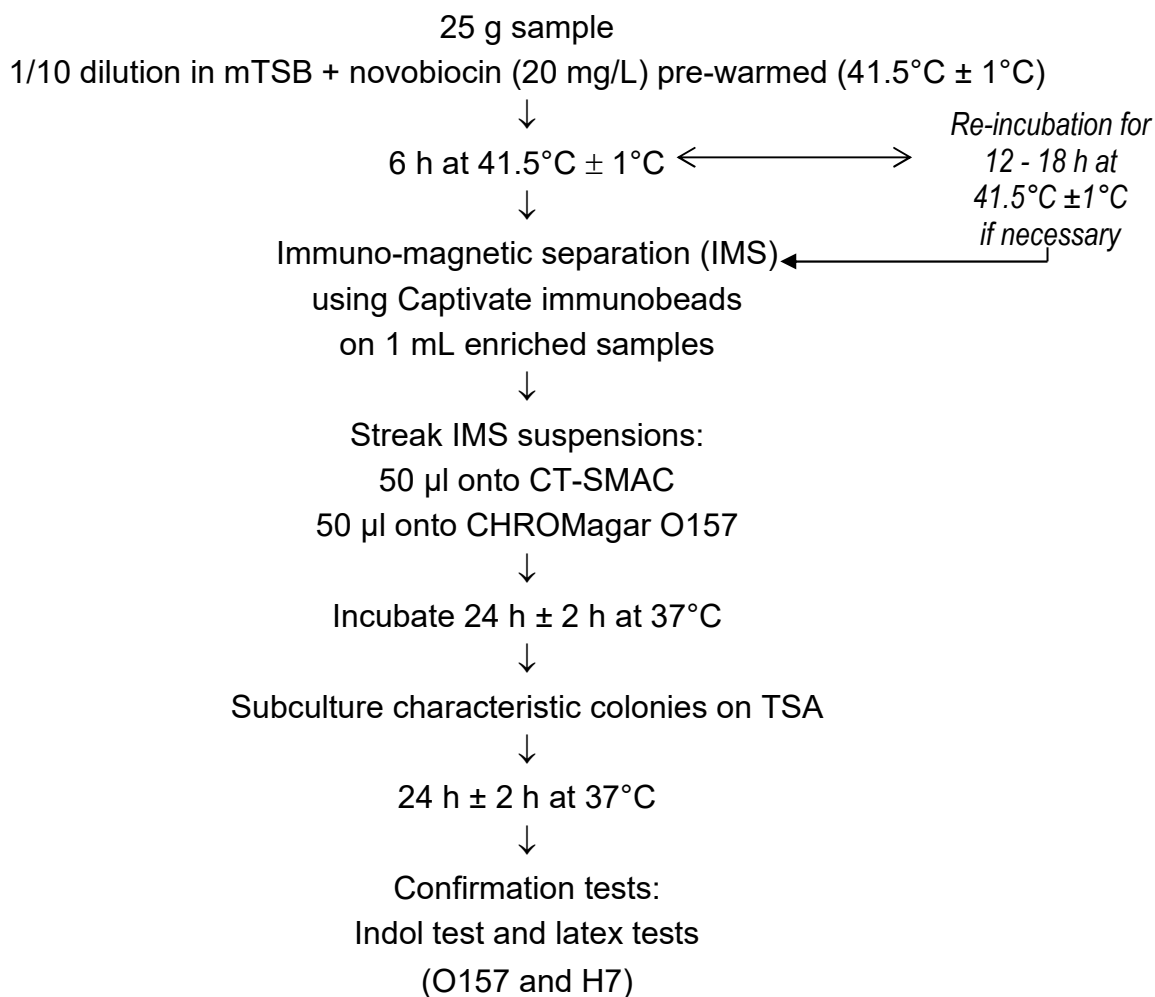 25 g sample
1/10 dilution in mTSB + novobiocin (20 mg/L) pre-warmed (41.5°C ± 1°C)
↓
6 h at 41.5°C ± 1°C
Re-incubation for
12 - 18 h at
41.5°C ±1°C
if necessary
↓
Immuno-magnetic separation (IMS)
using Captivate immunobeads
on 1 mL enriched samples
↓
Streak IMS suspensions:
50 µl onto CT-SMAC
50 µl onto CHROMagar O157
↓
Incubate 24 h ± 2 h at 37°C
↓
Subculture characteristic colonies on TSA
↓
24 h ± 2 h at 37°C
↓
Confirmation tests:
Indol test and latex tests
(O157 and H7)